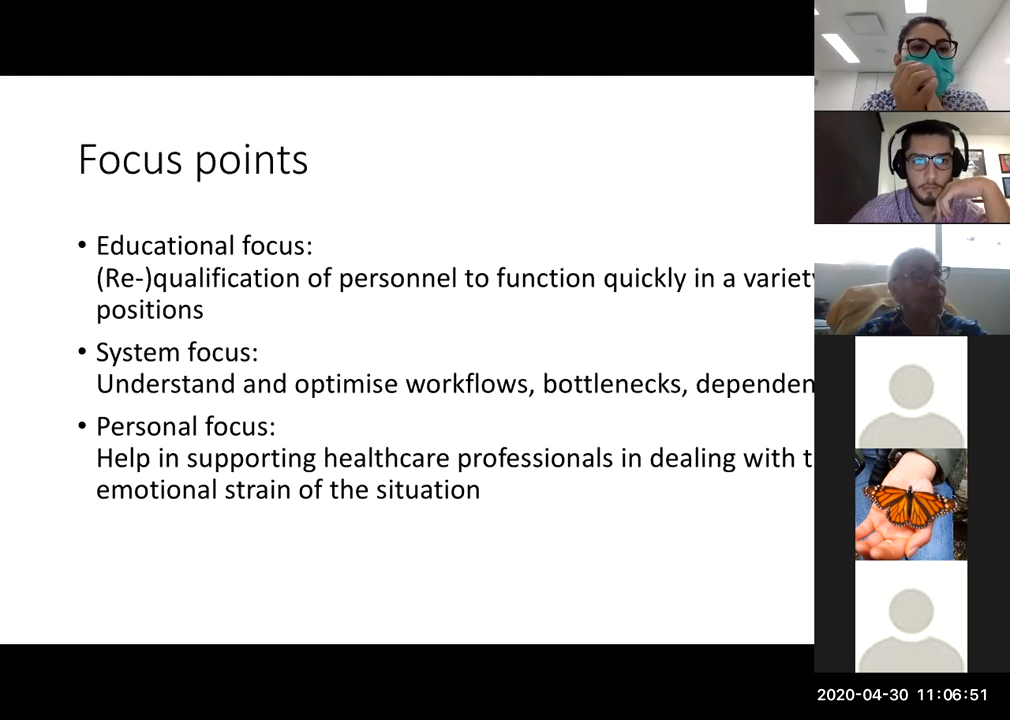 Focus points
• Educational focus:
(Re-)qualification of personnel to function quickly in a variety
positions
• System focus:
Understand and optimise workflows, bottlenecks, dependen
• Personal focus:
Help in supporting healthcare professionals in dealing with t
emotional strain of the situation
2020-04-30 11:06:51